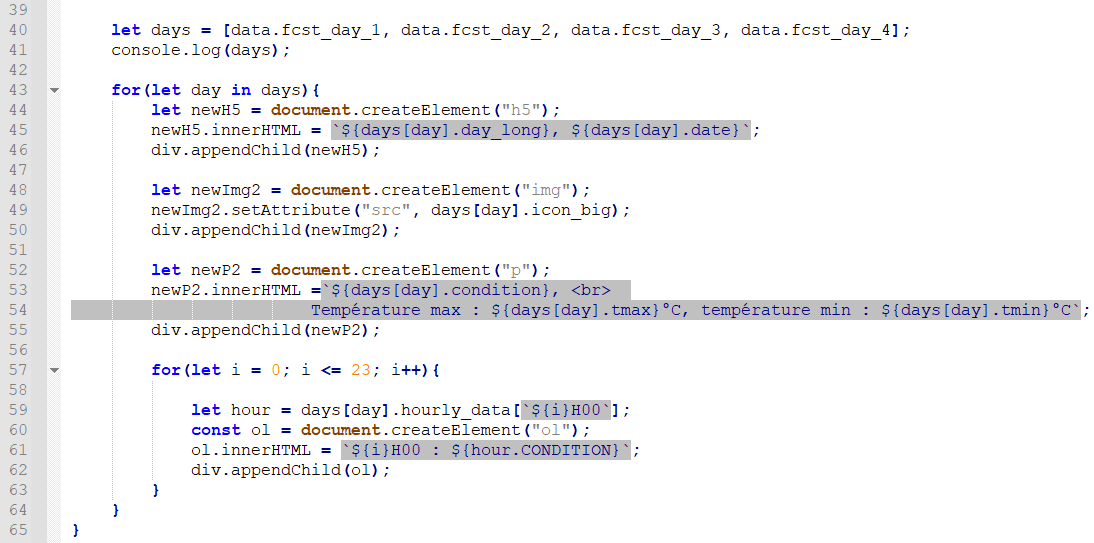 39
40     let days = [data.fcst_day_1, data.fcst_day_2, data.fcst_day_3, data.fcst_day_4];
41     console.log(days);
42
43     for(let day in days){
44         let newH5 = document.createElement("h5");
45         newH5.innerHTML = `${days[day].day_long}, ${days[day].date}`;
46         div.appendChild(newH5);
47
48         let newImg2 = document.createElement("img");
49         newImg2.setAttribute("src", days[day].icon_big);
50         div.appendChild(newImg2);
51
52         let newP2 = document.createElement("p");
53         newP2.innerHTML =`${days[day].condition}, <br>
54                         Température max : ${days[day].tmax}°C, température min : ${days[day].tmin}°C`;
55         div.appendChild(newP2);
56
57         for(let i = 0; i <= 23; i++){
58
59             let hour = days[day].hourly_data[`${i}H00`];
60             const ol = document.createElement("ol");
61             ol.innerHTML = `${i}H00 : ${hour.CONDITION}`;
62             div.appendChild(ol);
63         }
64     }
65 }